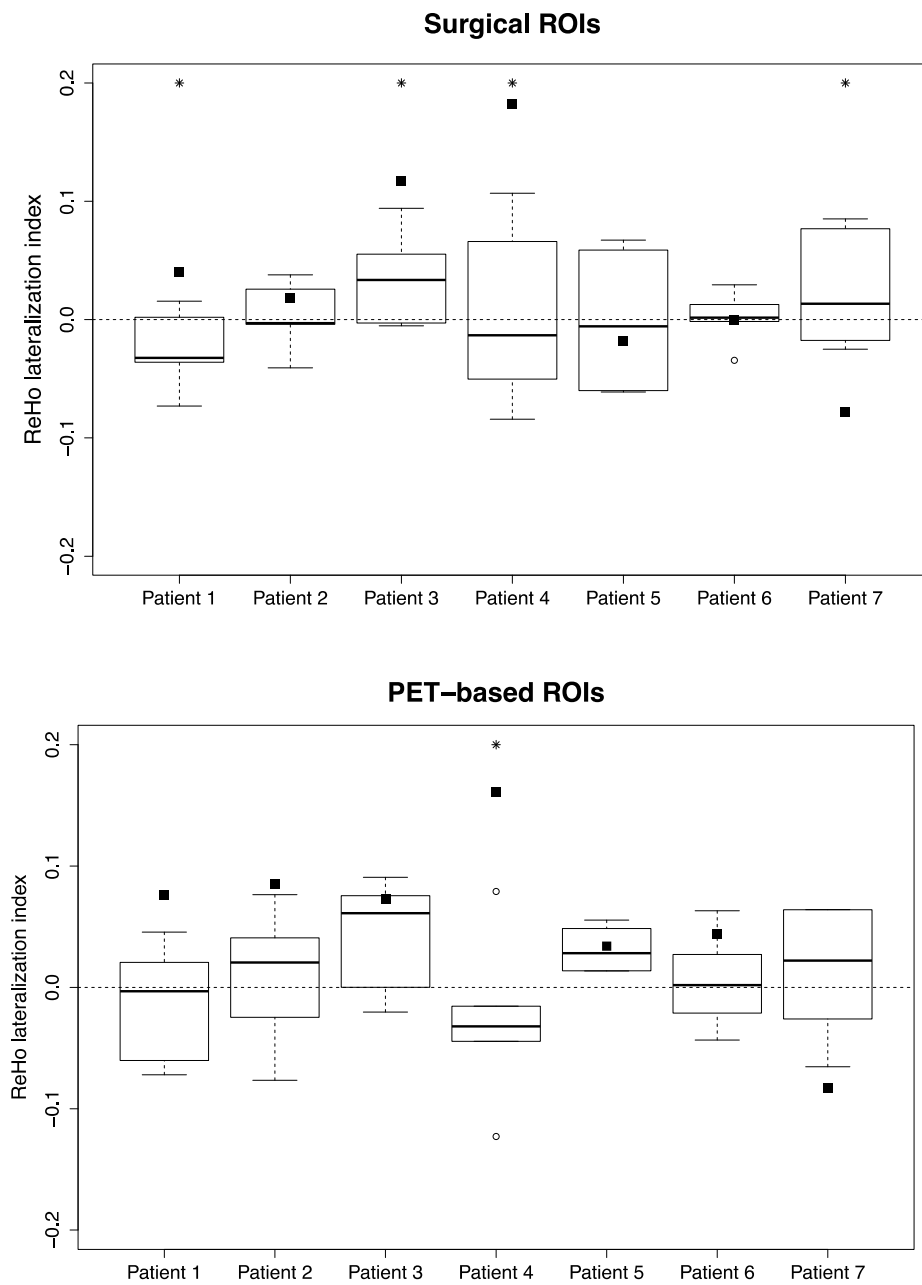 Surgical ROIs
ReHo lateralization index
0.2
0.1
0.0
−0.1
−0.2
Patient 1 Patient 2 Patient 3 Patient 4 Patient 5 Patient 6 Patient 7
PET−based ROIs
ReHo lateralization index
0.2
0.1
0.0
−0.1
−0.2
Patient 1 Patient 2 Patient 3 Patient 4 Patient 5 Patient 6 Patient 7